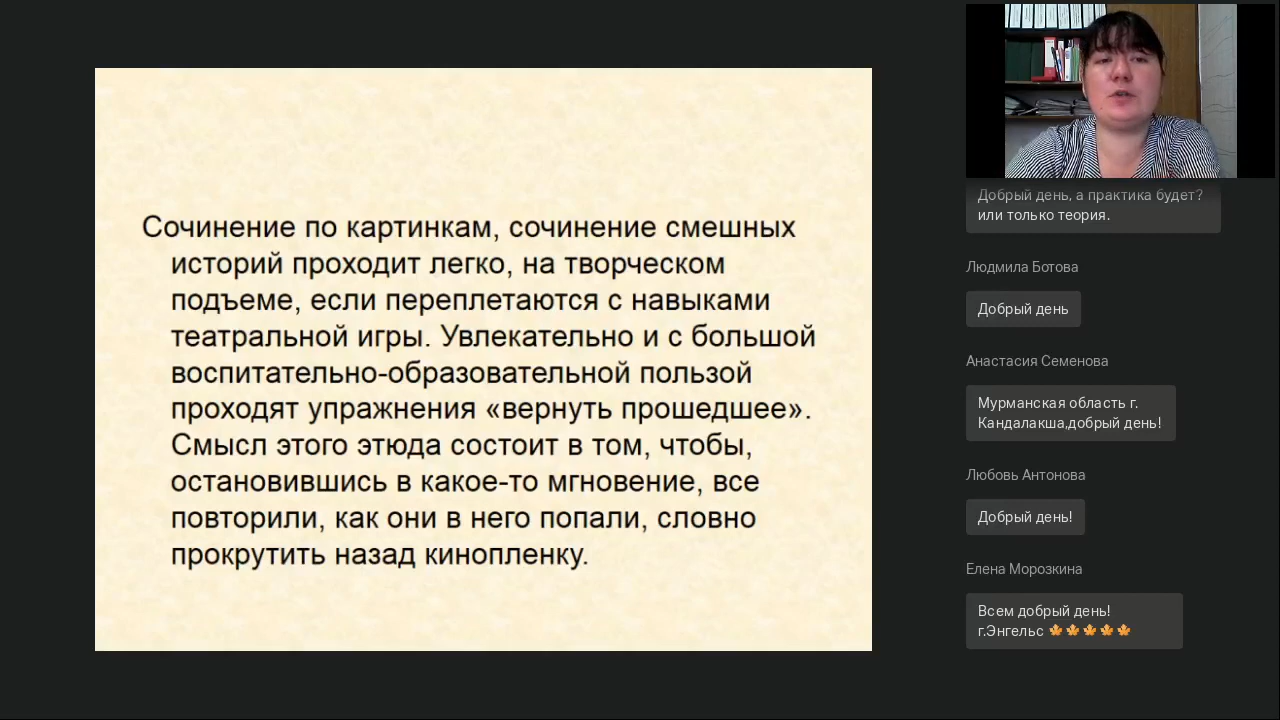 Сочинение по картинкам, сочинение смешных
историй проходит легко, на творческом
подъеме, если переплетаются с навыками
театральной игры. Увлекательно и с большой
воспитательно-образовательной пользой
проходят упражнения «вернуть прошедшее».
Смысл этого этюда состоит в том, чтобы,
остановившись в какое-то мгновение, все
повторили, как они в него попали, словно
прокрутить назад кинопленку.
Добрый день, а практика будет?
или только теория.
Людмила Ботова
Добрый день
Анастасия Семенова
Мурманская область г.
Кандалакша,добрый день!
Любовь Антонова
Добрый день!
Елена Морозкина
Всем добрый день!
г.Энгельс 🍁🍁🍁🍁🍁